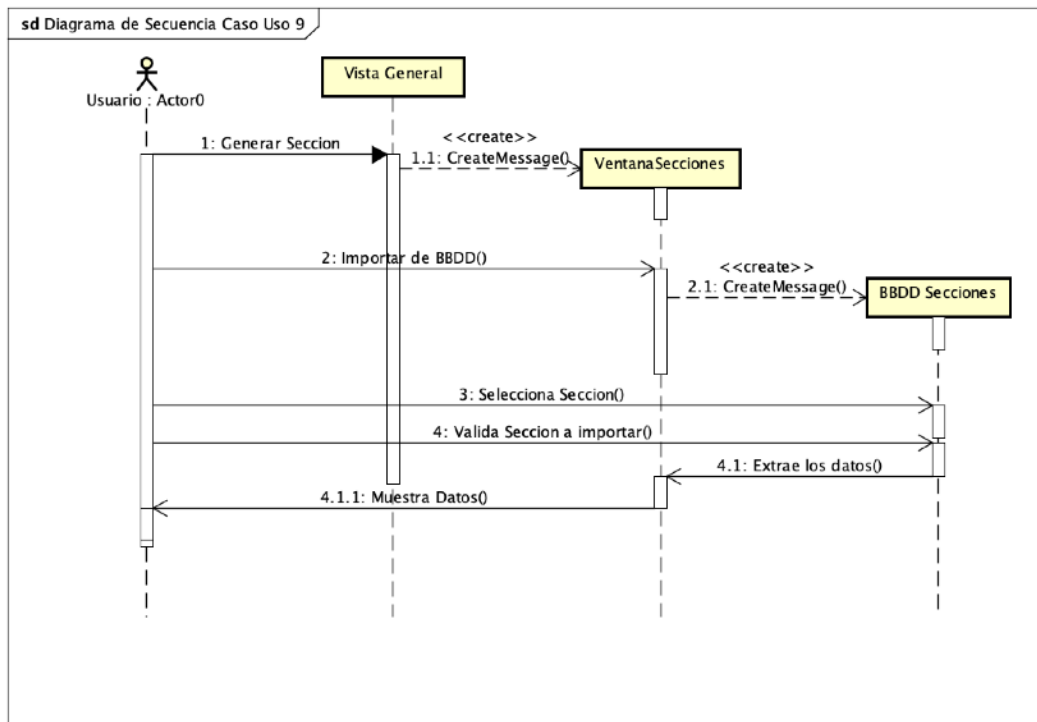 sd Diagrama de Secuencia Caso Uso 9
Usuario : Actor0
Vista General
1: Generar Seccion
<<create>>
1.1: CreateMessage()
VentanaSecciones
2: Importar de BBDD()
<<create>>
2.1: CreateMessage()
BBDD Secciones
3: Selecciona Seccion()
4: Valida Seccion a importar()
4.1: Extrae los datos()
4.1.1: Muestra Datos()